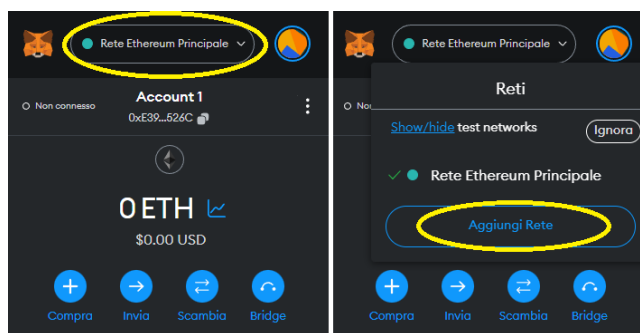 Rete Ethereum Principale
Non connesso
Account 1
0xE39...526C
0 ETH
$0.00 USD
Compra
Invia
Scambia
Bridge
Rete Ethereum Principale
Reti
Show/hide test networks
Ignora
Rete Ethereum Principale
Aggiungi Rete
Compra
Invia
Scambia
Bridge